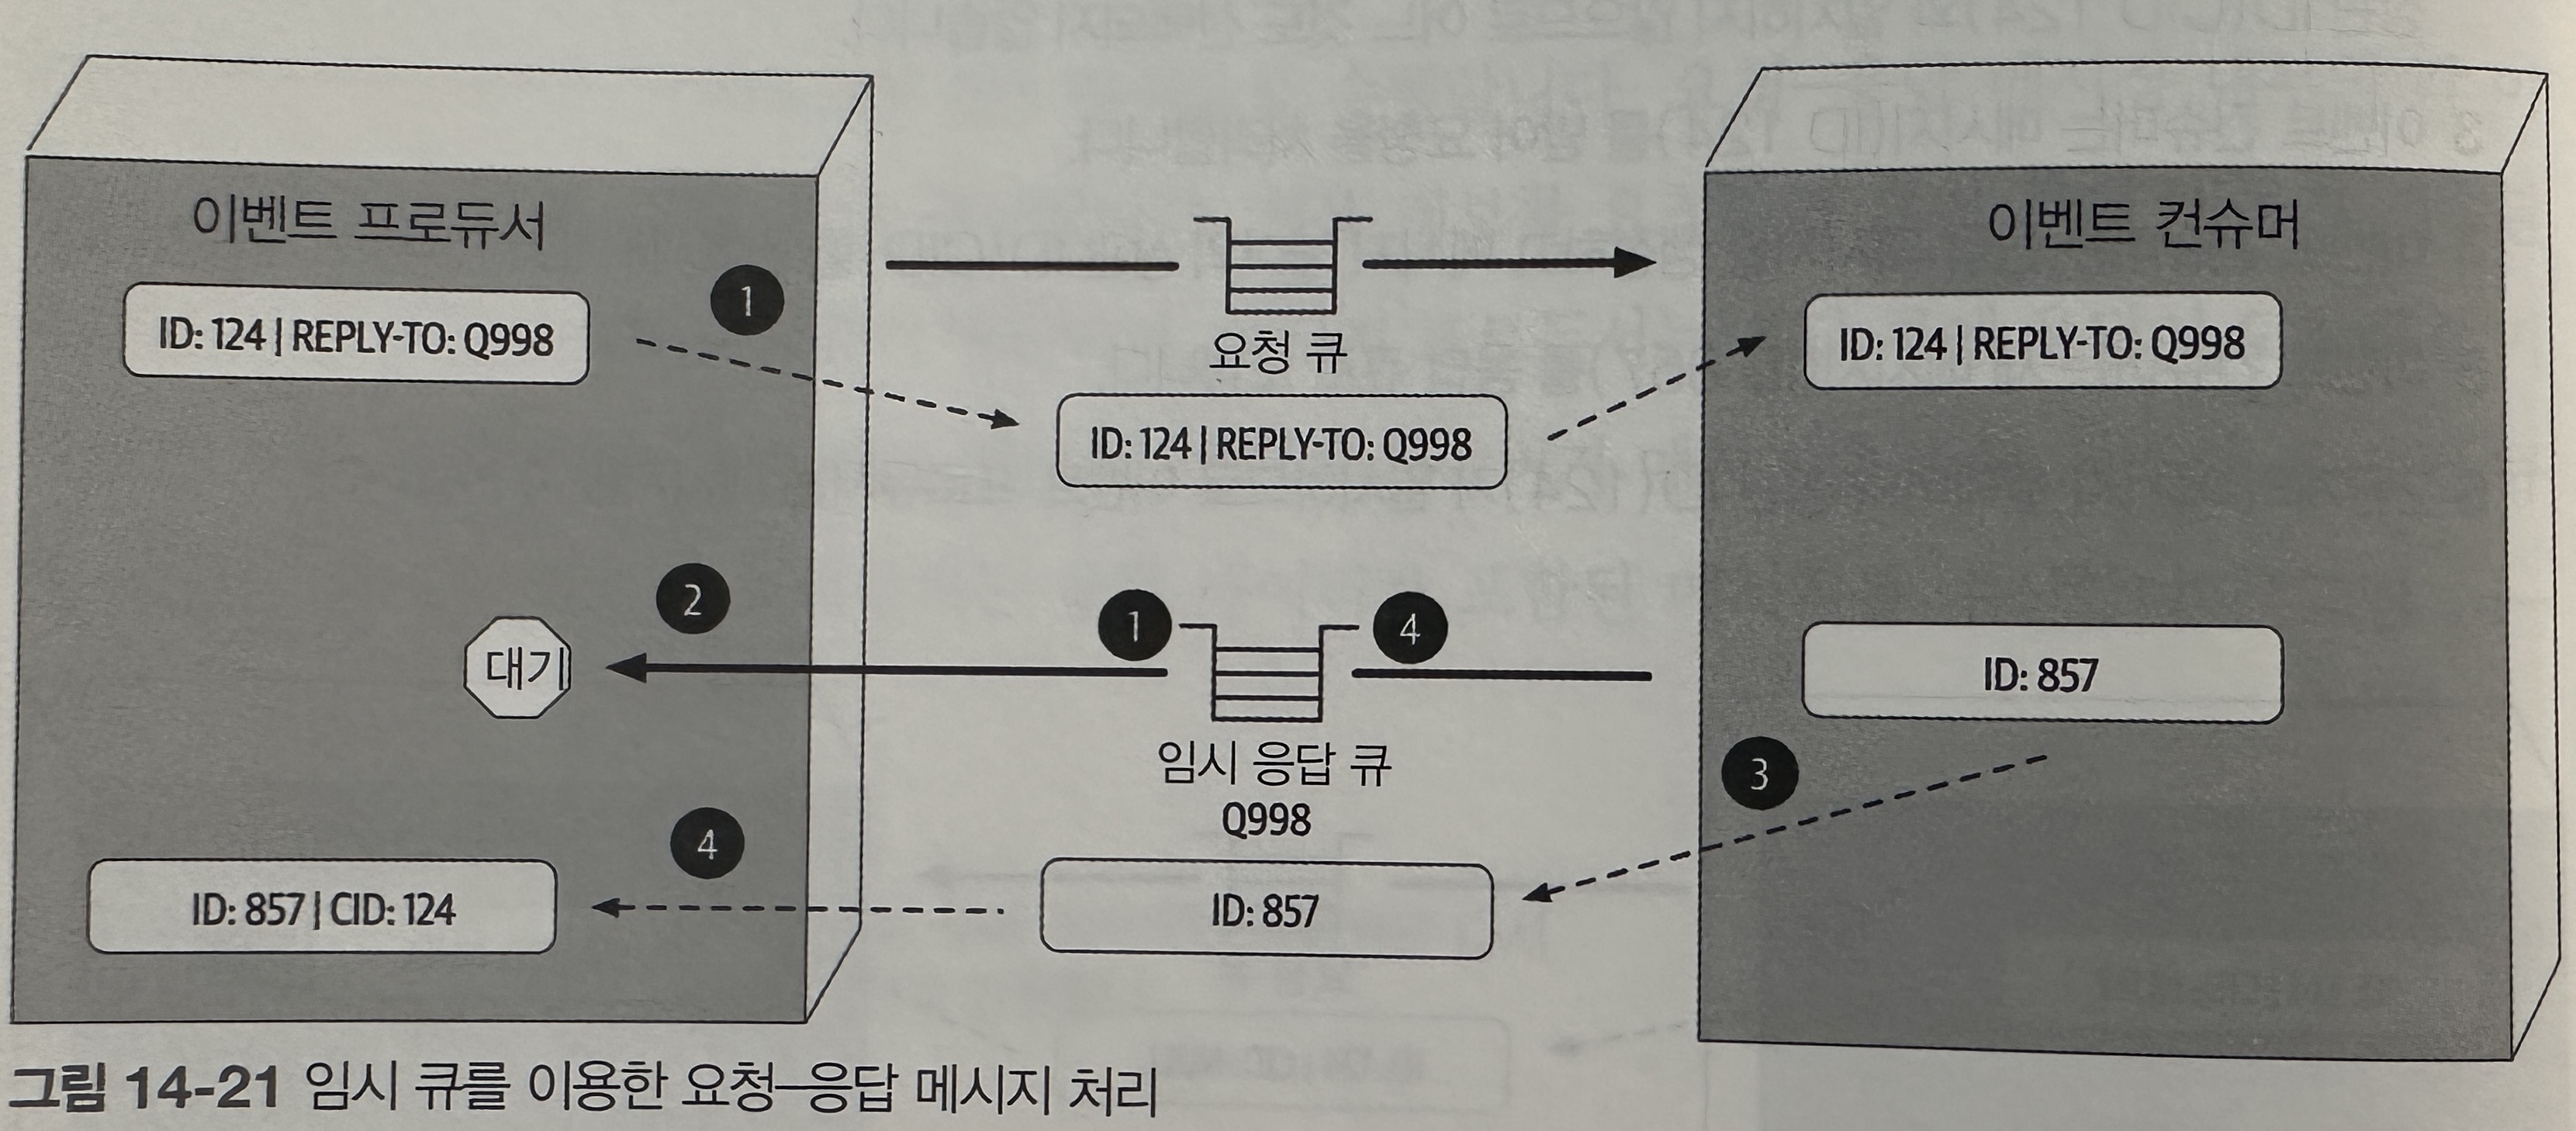 이벤트 프로듀서
이벤트 컨슈머
1
ID: 124 | REPLY-TO: Q998
요청 큐
ID: 124 | REPLY-TO: Q998
ID: 124 | REPLY-TO: Q998
2
대기
1
4
임시 응답 큐
Q998
ID: 857
3
4
ID: 857 | CID: 124
ID: 857
그림 14-21 임시 큐를 이용한 요청–응답 메시지 처리